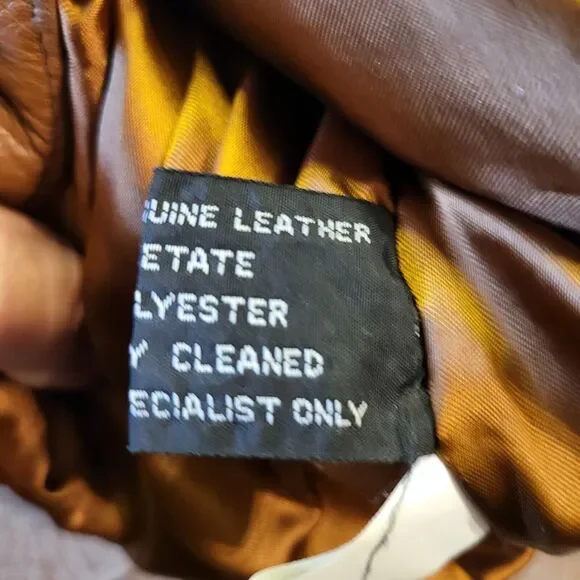 UINE LEATHER
ETATE
LYESTER
Y CLEANED
ECIALIST ONLY